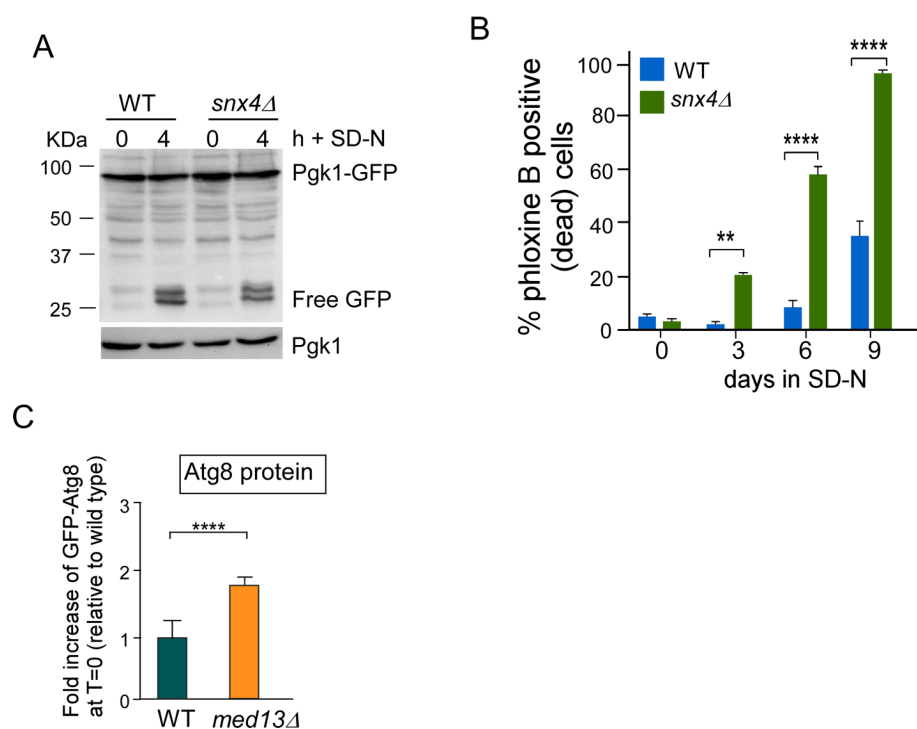 A
WT snx4Δ
KDa 0 4 0 4 h + SD-N
100 Pgk1-GFP
50
37
25 Free GFP
Pgk1
B
WT
snx4Δ
% phloxine B positive
(dead) cells
100
80
60
40
20
0
**
****
****
0 3 6 9
days in SD-N
C
Atg8 protein
Fold increase of GFP-Atg8
at T=0 (relative to wild type)
3
2
1
0
****
WT med13Δ